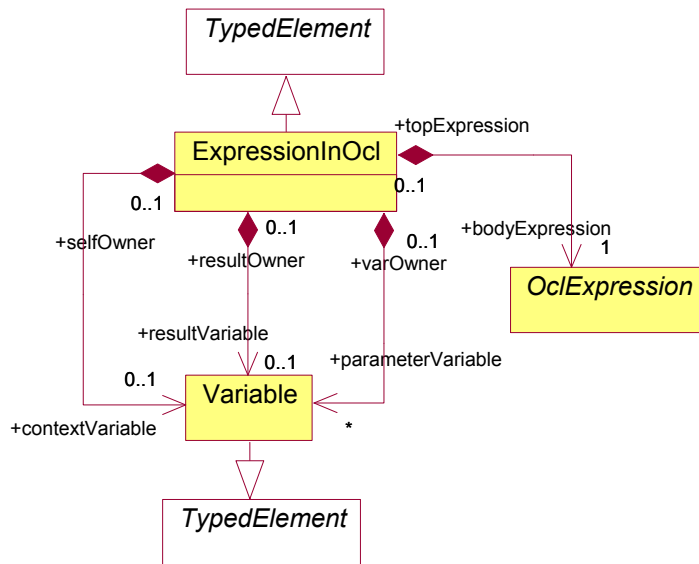 TypedElement
+topExpression
ExpressionInOcl
0..1
0..1
0..1
0..1
+selfOwner
+resultOwner
+varOwner
+bodyExpression
1
OclExpression
+resultVariable
+parameterVariable
0..1
0..1
Variable
+contextVariable
*
TypedElement